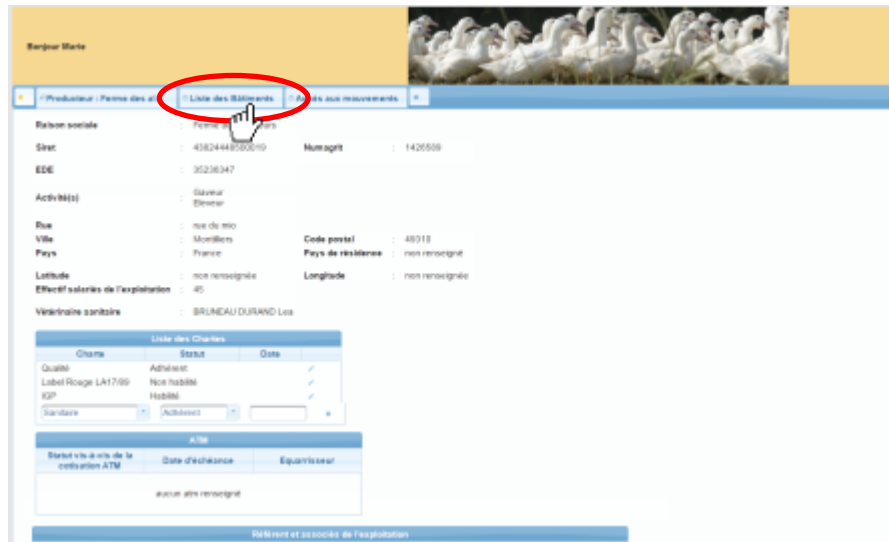 Bonjour Marie
Producteur : Ferme des Liste des Bâtiments Accès aux mouvements
Raison sociale : Ferme
Siret : Numagrit : 1426509
EDE : 35236347
Activité(s) : Gaveur
Eleveur
Rue : rue du mio
Ville : Montilliers Code postal : 49310
Pays : France Pays de résidence : non renseigné
Latitude : non renseignée Longitude : non renseignée
Effectif salariés de l'exploitation : 45
Vétérinaire sanitaire : BRUNEAU DURAND Lea
Liste des Chartes
Charte Statut Date
Qualité Adhérent
Label Rouge LA17/89 Non habilité
IGP Habilité
Sanitaire Adhérent
ATM
Statut vis-à-vis de la
cotisation ATM Date d'échéance Equarrisseur
aucun atm renseigné
Référent et associés de l'exploitation